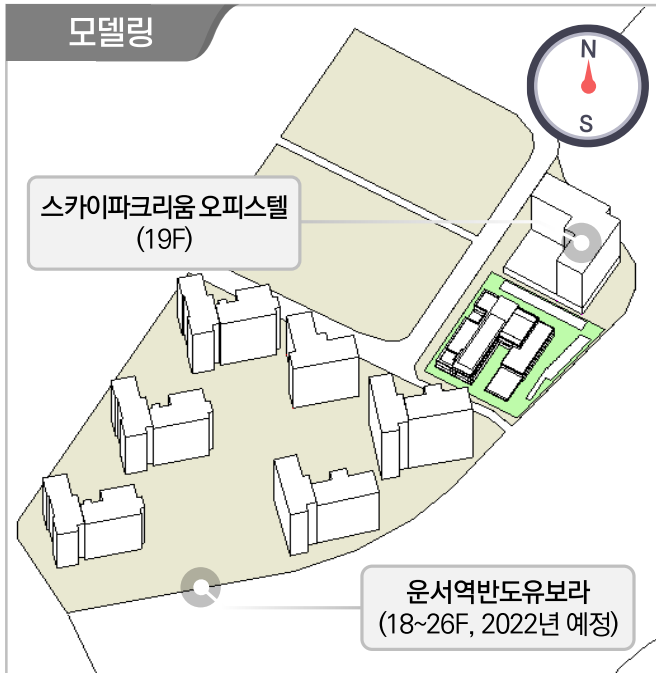 모델링
N
S
스카이파크리움 오피스텔
(19F)
운서역반도유보라
(18~26F, 2022년 예정)